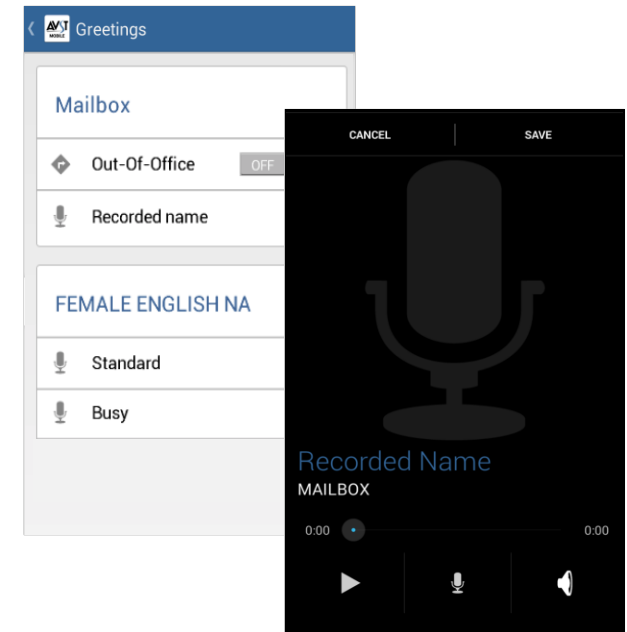 AVST
MOBILE
Greetings
Mailbox
Out-Of-Office OFF
Recorded name
FEMALE ENGLISH NA
Standard
Busy
CANCEL SAVE
Recorded Name
MAILBOX
0:00 0:00